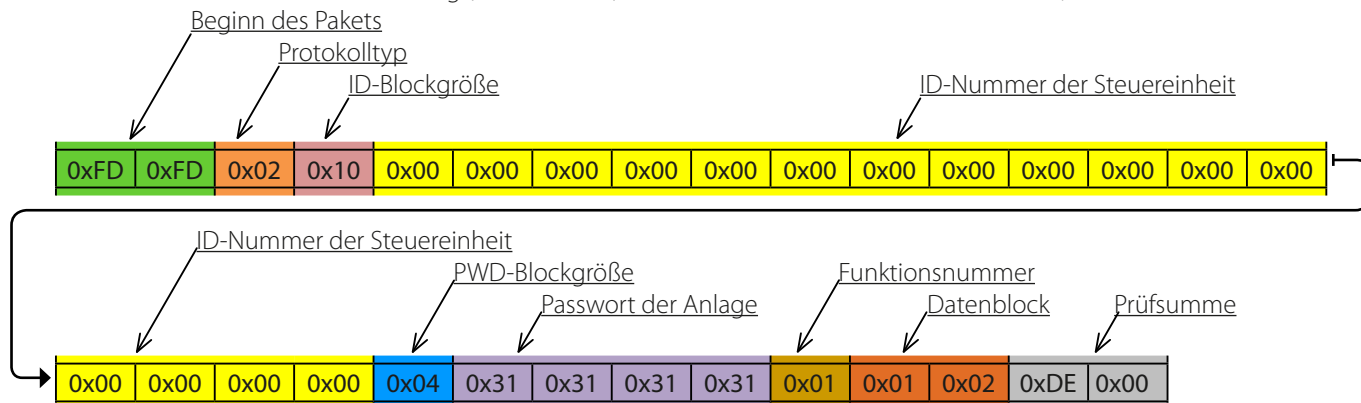 Beginn des Pakets
Protokolltyp
ID-Blockgröße
ID-Nummer der Steuereinheit
0xFD 0xFD 0x02 0x10 0x00 0x00 0x00 0x00 0x00 0x00 0x00 0x00 0x00 0x00 0x00 0x00
ID-Nummer der Steuereinheit
PWD-Blockgröße
Funktionsnummer
Passwort der Anlage
Datenblock
Prüfsumme
0x00 0x00 0x00 0x00 0x04 0x31 0x31 0x31 0x31 0x01 0x01 0x02 0xDE 0x00